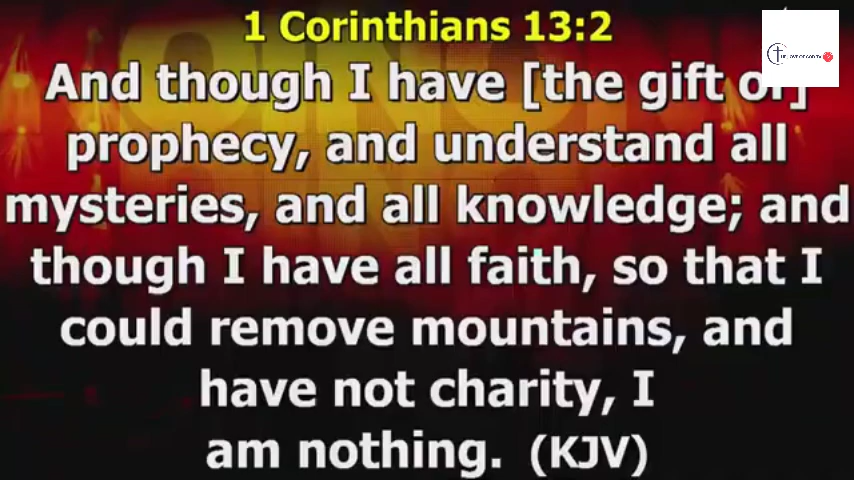 1 Corinthians 13:2
And though I have [the gift of]
prophecy, and understand all
mysteries, and all knowledge; and
though I have all faith, so that I
could remove mountains, and
have not charity, I
am nothing. (KJV)